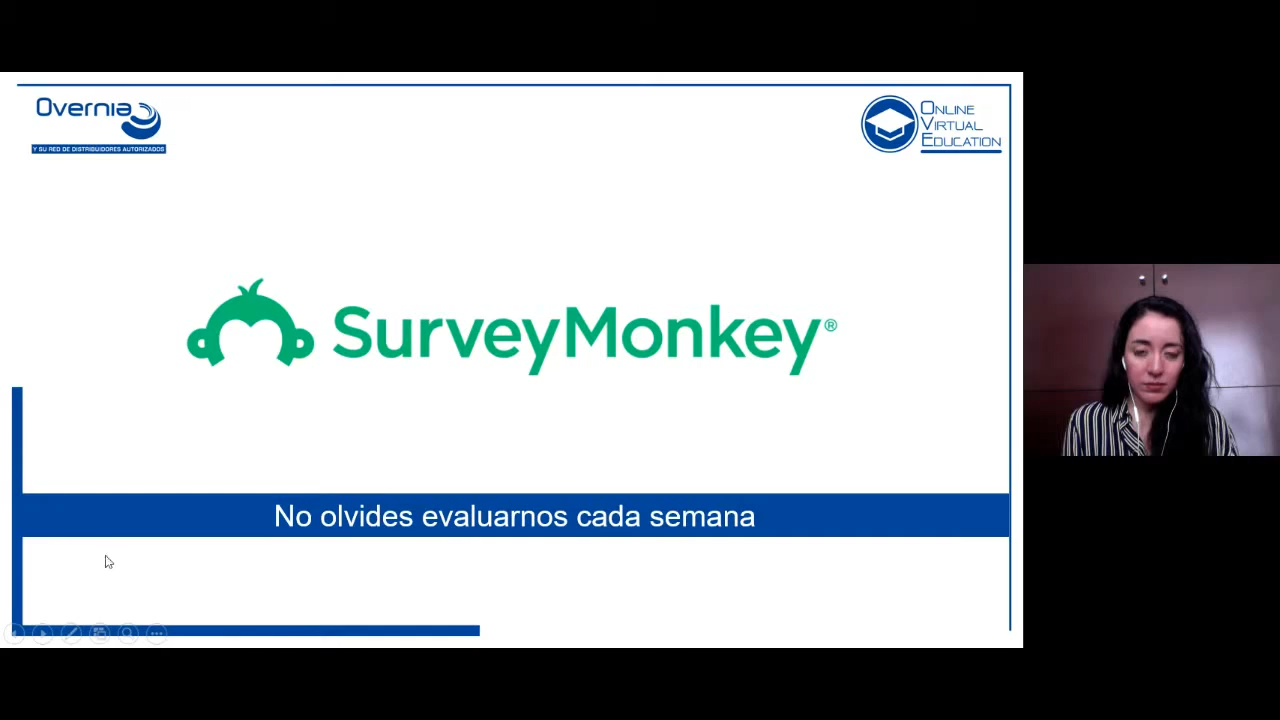 Overnia
Y SU RED DE DISTRIBUIDORES AUTORIZADOS
ONLINE
VIRTUAL
EDUCATION
SurveyMonkey®
No olvides evaluarnos cada semana